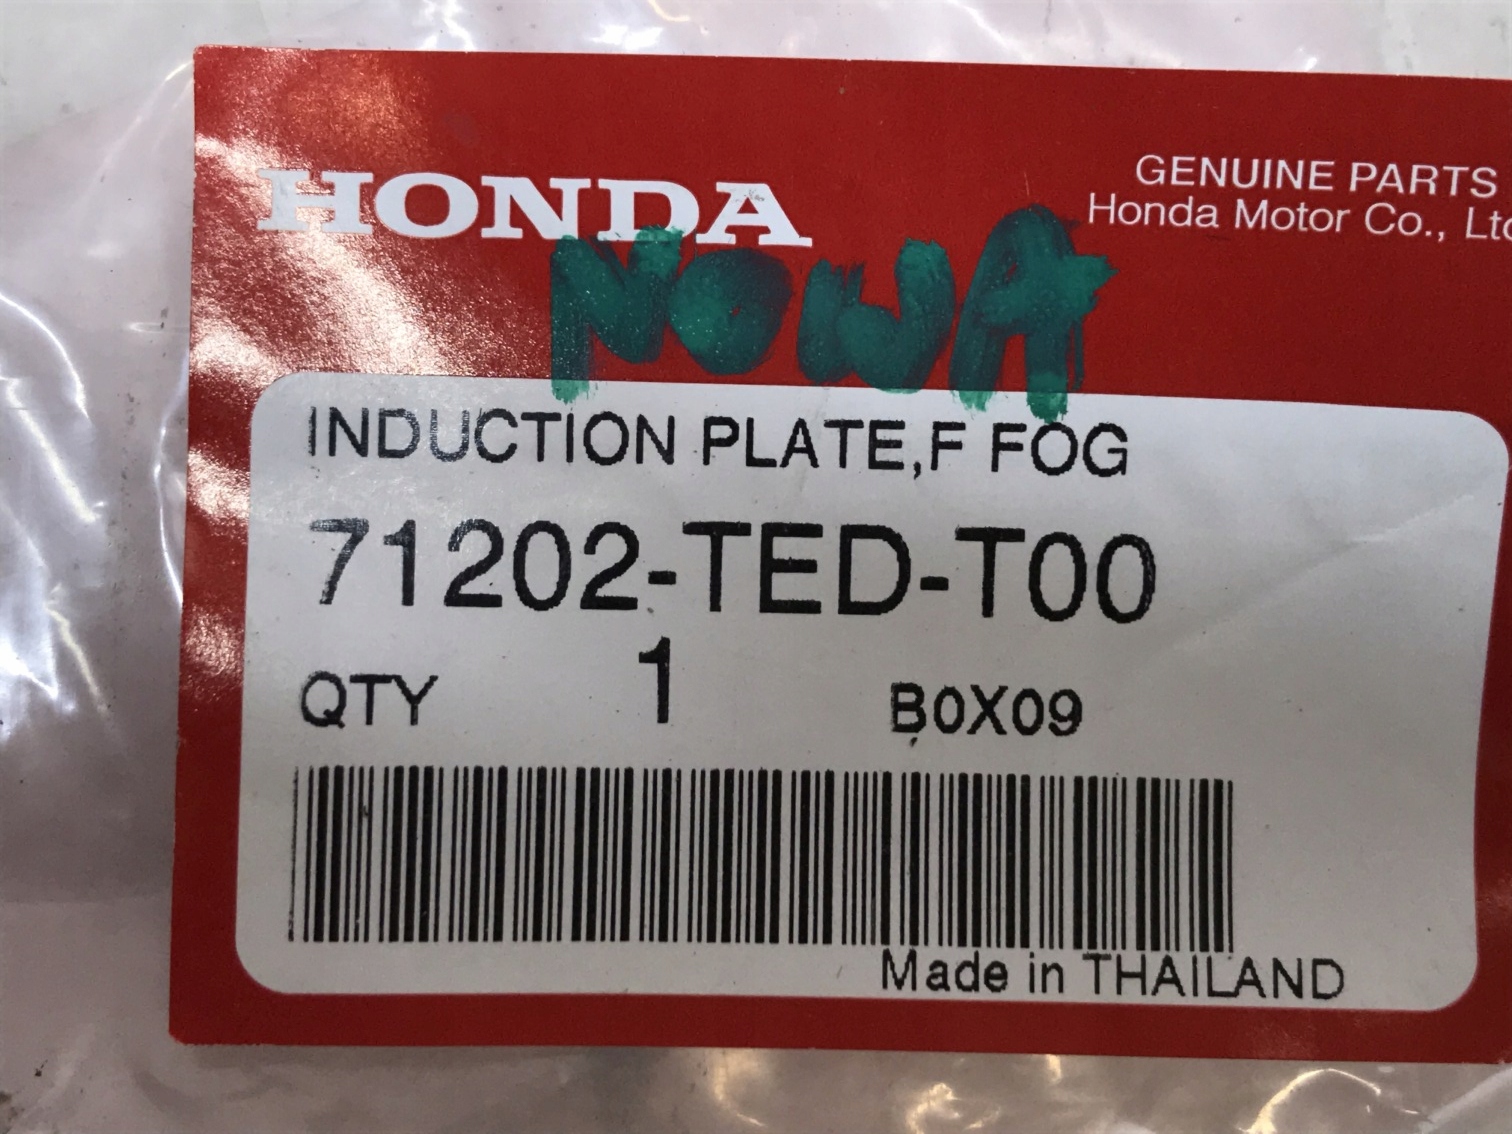 HONDA
GENUINE PARTS
Honda Motor Co., Ltd
NOWA
INDUCTION PLATE,F FOG
71202-TED-T00
QTY 1 B0X09
Made in THAILAND